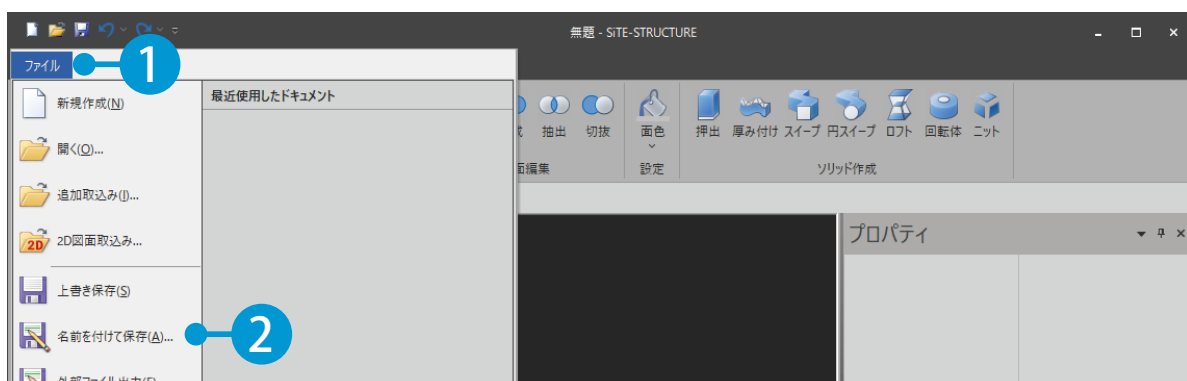 無題 - SiTE-STRUCTURE
ファイル
1
新規作成(N)
最近使用したドキュメント
開く(O)...
追加取込み(I)...
2D
2D図面取込み...
上書き保存(S)
名前を付けて保存(A)...
2
抽出 切抜 面色 押出 厚み付け スイープ 円スイープ ロフト 回転体 ニット
面編集 設定 ソリッド作成
プロパティ